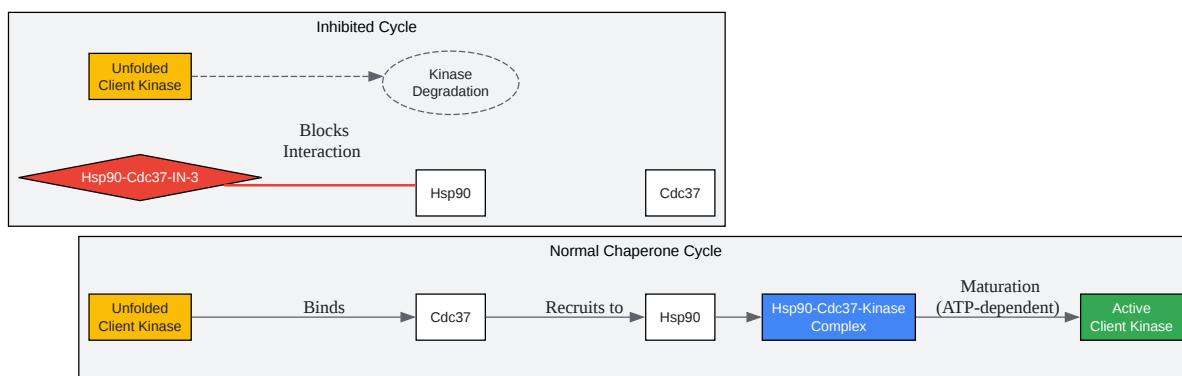 Inhibited Cycle
Unfolded
Client Kinase
Kinase
Degradation
Blocks
Interaction
Hsp90-Cdc37-IN-3
Hsp90
Cdc37
Normal Chaperone Cycle
Unfolded
Client Kinase
Binds
Cdc37
Recruits to
Hsp90
Hsp90-Cdc37-Kinase
Complex
Maturation
(ATP-dependent)
Active
Client Kinase